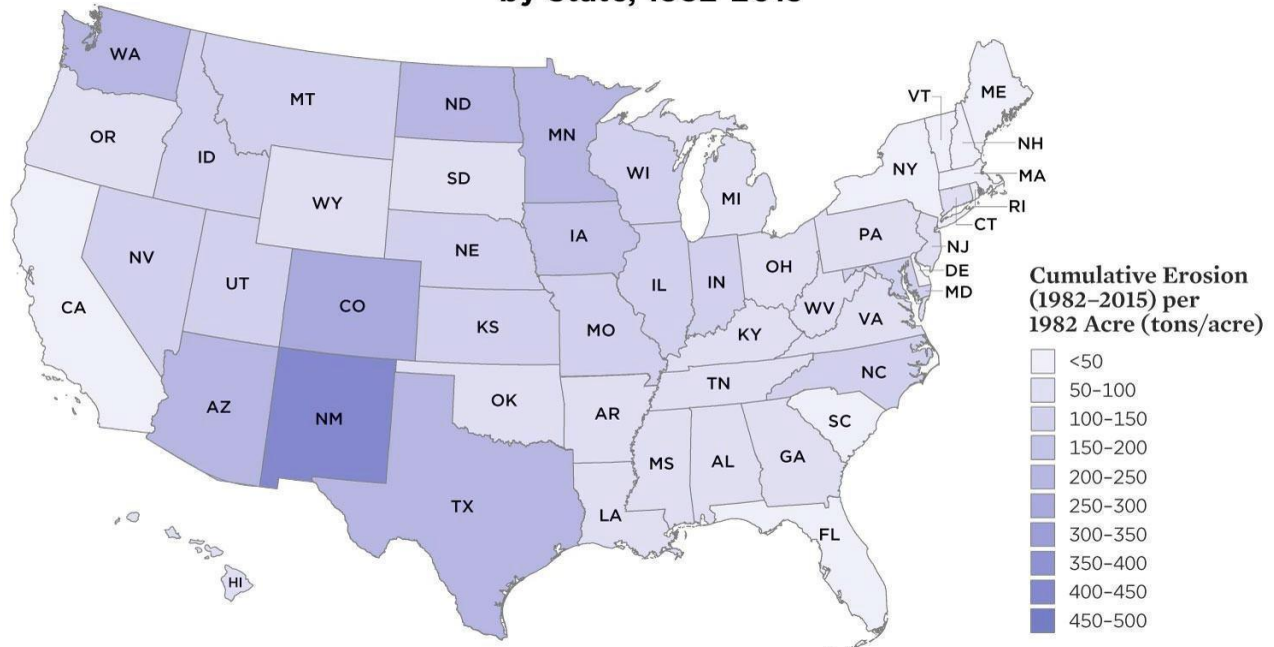 by State, 1982–2015
WA
MT
ND
MN
OR
ID
WY
SD
WI
MI
VT
ME
NY
NH
MA
RI
CT
NJ
PA
DE
MD
NV
UT
CO
NE
IA
IL
IN
OH
WV
VA
CA
KS
MO
KY
AZ
NM
OK
AR
TN
NC
SC
TX
LA
MS
AL
GA
FL
HI
Cumulative Erosion
(1982–2015) per
1982 Acre (tons/acre)
<50
50–100
100–150
150–200
200–250
250–300
300–350
350–400
400–450
450–500